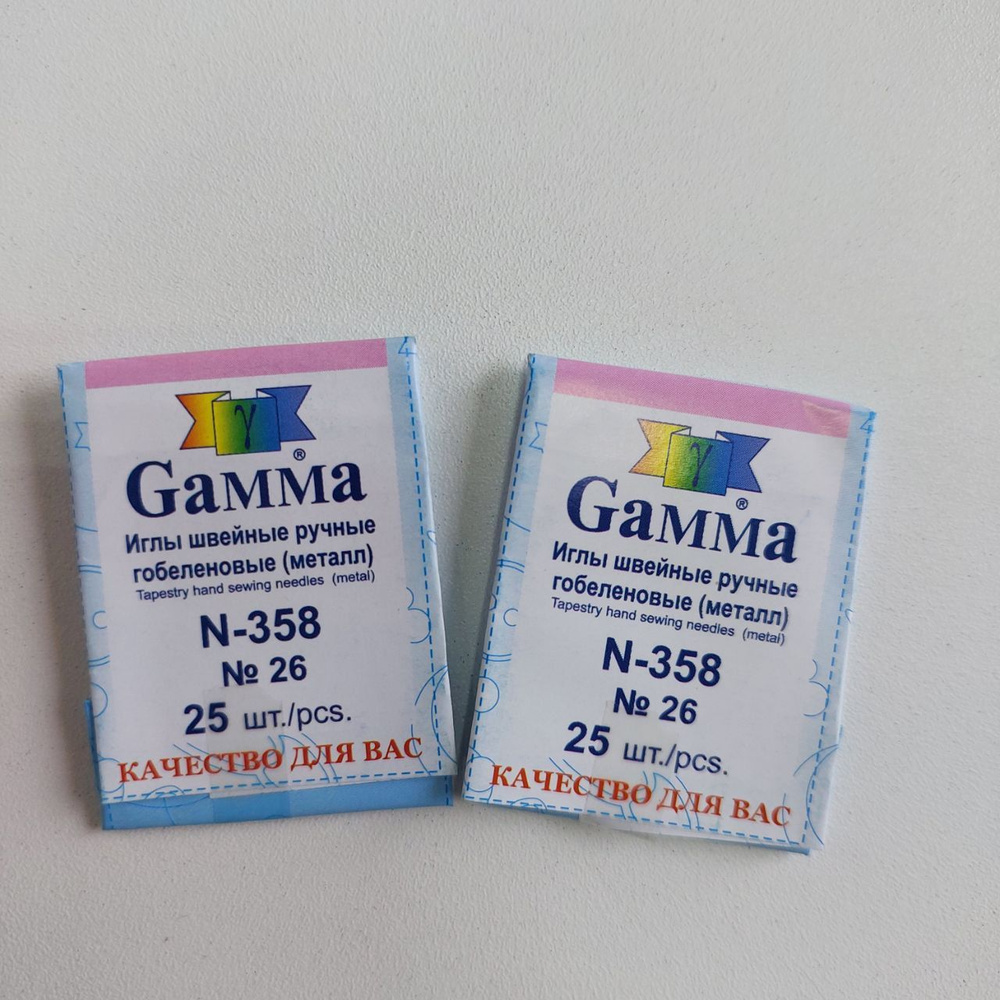 γ
®
Gамма
Иглы швейные ручные
гобеленовые (металл)
Tapestry hand sewing needles (metal)
N-358
№ 26
25 шт./pcs.
КАЧЕСТВО ДЛЯ ВАС
γ
®
Gамма
Иглы швейные ручные
гобеленовые (металл)
Tapestry hand sewing needles (metal)
N-358
№ 26
25 шт./pcs.
КАЧЕСТВО ДЛЯ ВАС